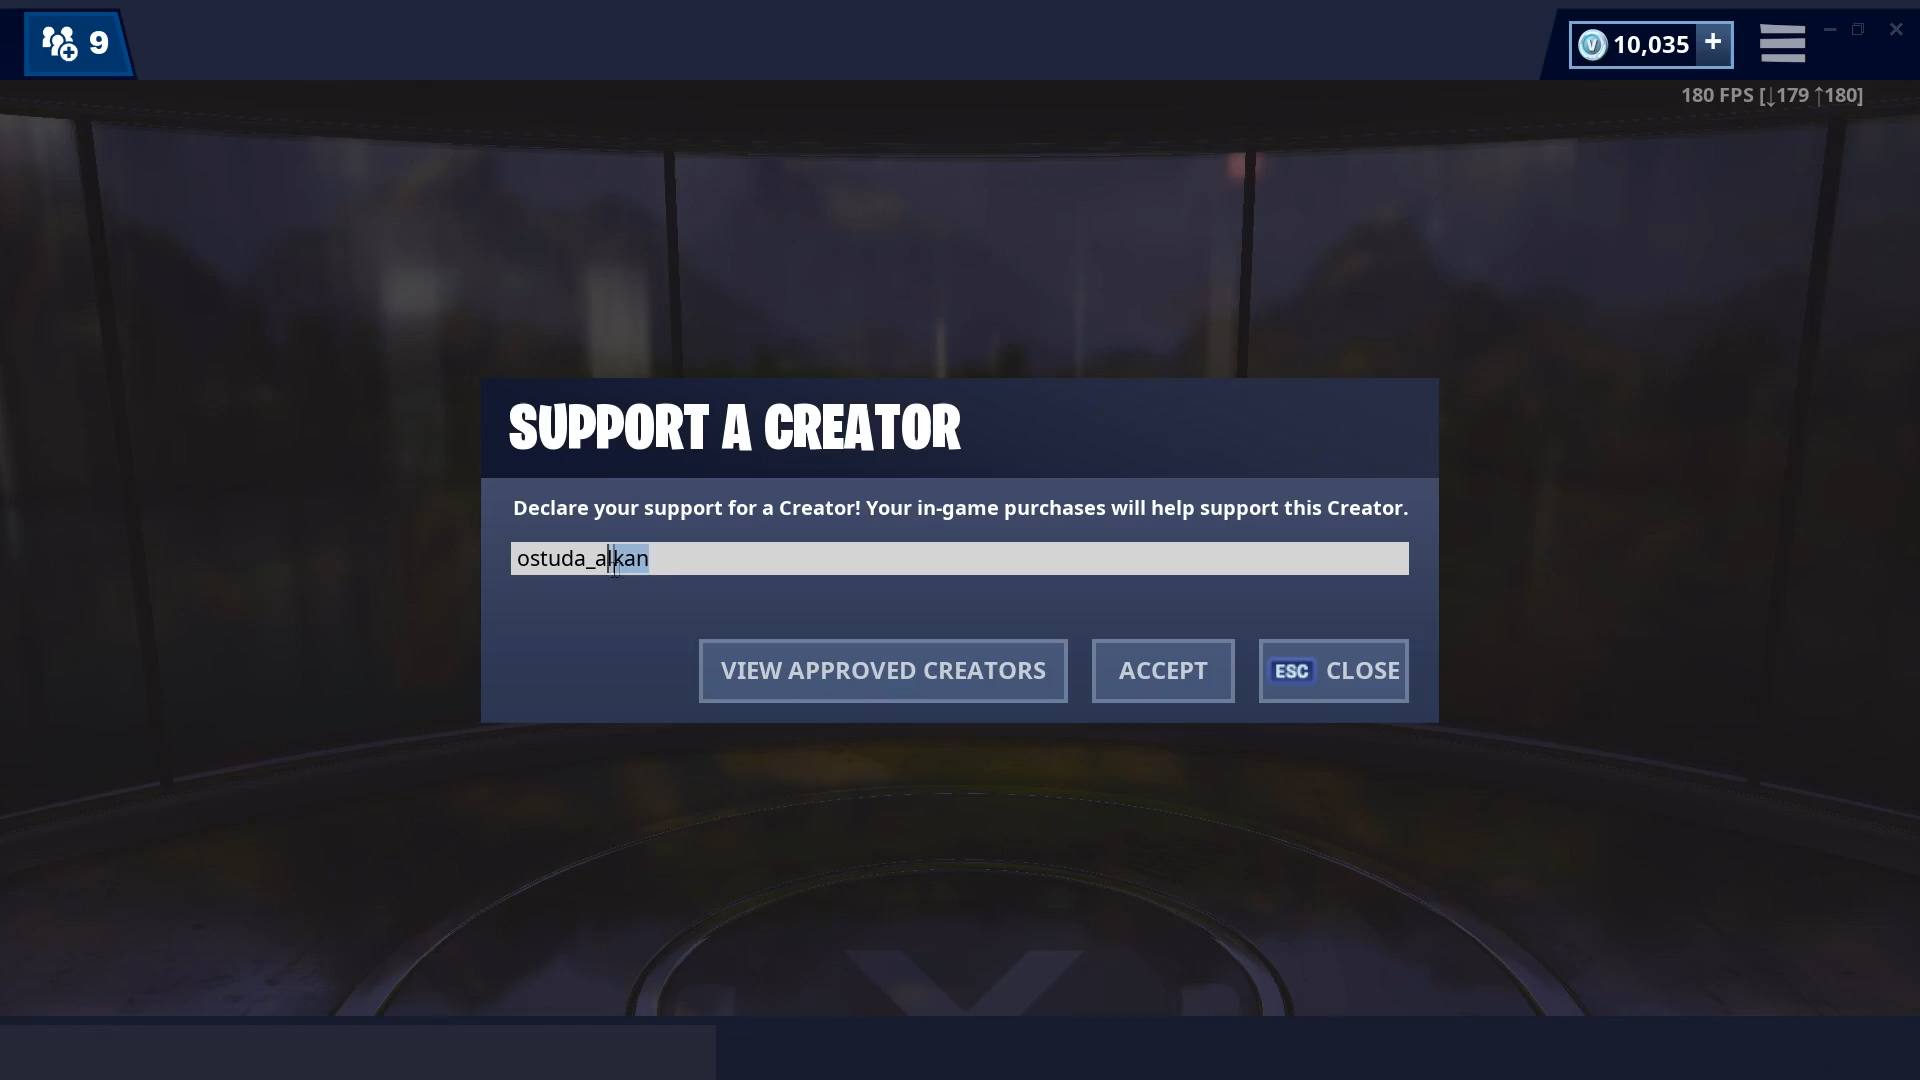 9
10,035 +
180 FPS [↓179 ↑180]
SUPPORT A CREATOR
Declare your support for a Creator! Your in-game purchases will help support this Creator.
ostuda_alkan
VIEW APPROVED CREATORS
ACCEPT
ESC CLOSE